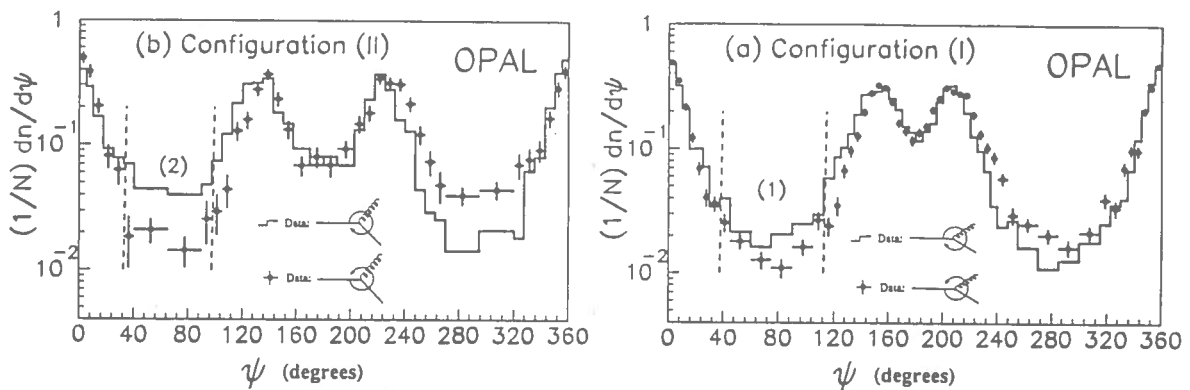 1
(b) Configuration (II)
OPAL
(1/N) dn/dψ
10⁻¹
(2)
Data:
Data:
10⁻²
0 40 80 120 160 200 240 280 320 360
ψ (degrees)
1
(a) Configuration (I)
OPAL
(1/N) dn/dψ
10⁻¹
(1)
Data:
Data:
10⁻²
0 40 80 120 160 200 240 280 320 360
ψ (degrees)